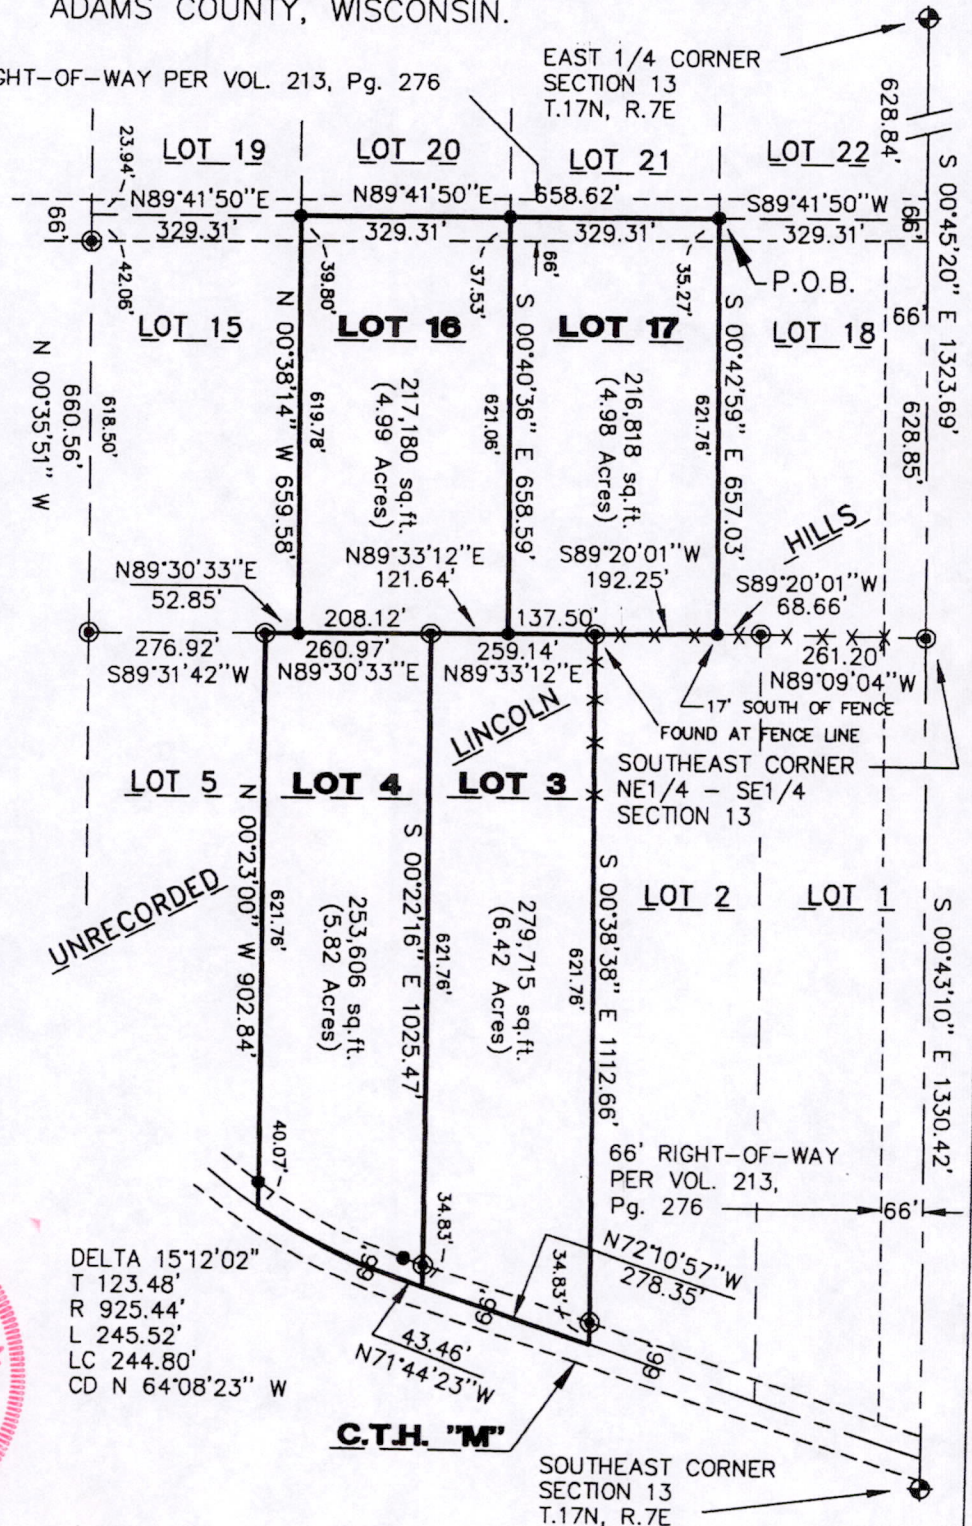 ADAMS COUNTY, WISCONSIN.
GHT-OF-WAY PER VOL. 213, Pg. 276
EAST 1/4 CORNER
SECTION 13
T.17N, R.7E
628.84'
23.94'
LOT 19
LOT 20
LOT 21
LOT 22
N89°41'50"E
329.31'
N89°41'50"E
658.62'
329.31'
S89°41'50"W
329.31'
66'
66'
66'
42.06'
39.80'
37.53'
35.27'
P.O.B.
S 00°45'20" E 1323.69'
LOT 15
LOT 16
LOT 17
LOT 18
66'
N 00°35'51" W
660.56'
618.50'
N 00°38'14" W 659.58'
619.78'
217,180 sq.ft.
(4.99 Acres)
621.06'
S 00°40'36" E 658.59'
216,818 sq.ft.
(4.98 Acres)
621.76'
S 00°42'59" E 657.03'
628.85'
HILLS
N89°30'33"E
52.85'
N89°33'12"E
121.64'
S89°20'01"W
192.25'
S89°20'01"W
68.66'
208.12'
137.50'
276.92'
S89°31'42"W
260.97'
N89°30'33"E
259.14'
N89°33'12"E
261.20'
N89°09'04"W
17' SOUTH OF FENCE
FOUND AT FENCE LINE
LINCOLN
SOUTHEAST CORNER
NE1/4 - SE1/4
SECTION 13
LOT 5
LOT 4
LOT 3
LOT 2
LOT 1
UNRECORDED
N 00°23'00" W 902.84'
621.76'
253,606 sq.ft.
(5.82 Acres)
S 00°22'16" E 1025.47'
621.76'
279,715 sq.ft.
(6.42 Acres)
621.76'
S 00°38'38" E 1112.66'
S 00°43'10" E 1330.42'
40.07'
34.83'
34.83'
66' RIGHT-OF-WAY
PER VOL. 213,
Pg. 276
66'
N72°10'57"W
278.35'
66'
66'
66'
43.46'
N71°44'23"W
DELTA 15°12'02"
T 123.48'
R 925.44'
L 245.52'
LC 244.80'
CD N 64°08'23" W
C.T.H. "M"
SOUTHEAST CORNER
SECTION 13
T.17N, R.7E